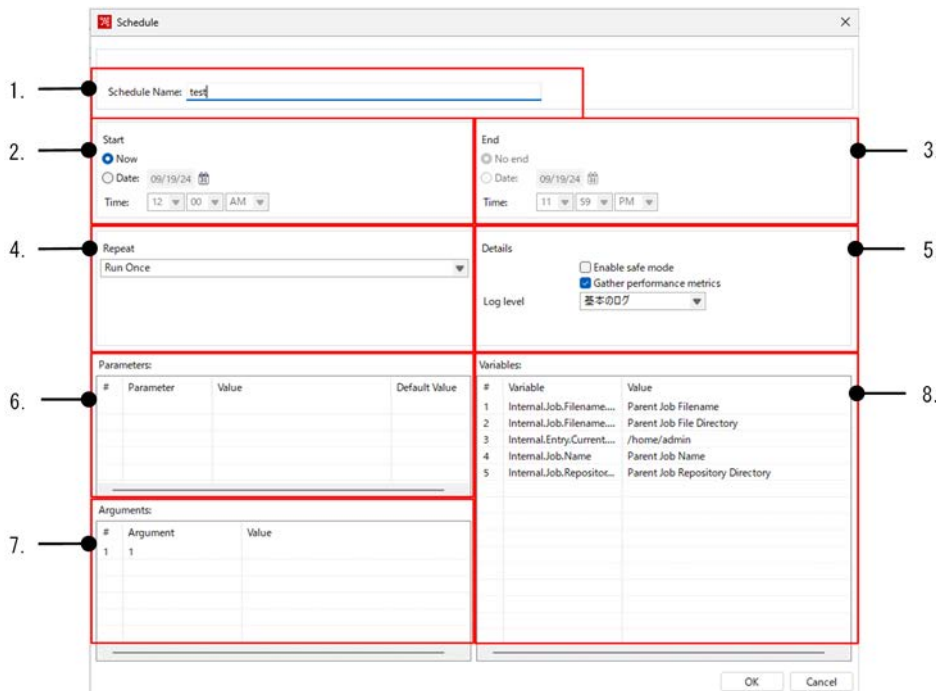 Schedule
1. Schedule Name: test
2. Start
Now
Date: 09/19/24
Time: 12 00 AM
3. End
No end
Date: 09/19/24
Time: 11 59 PM
4. Repeat
Run Once
5. Details
Enable safe mode
Gather performance metrics
Log level 基本のログ
6. Parameters:
# Parameter Value Default Value
7. Arguments:
# Argument Value
1 1
8. Variables:
# Variable Value
1 Internal.Job.Filename.... Parent Job Filename
2 Internal.Job.Filename.... Parent Job File Directory
3 Internal.Entry.Current.... /home/admin
4 Internal.Job.Name Parent Job Name
5 Internal.Job.Repositor... Parent Job Repository Directory
OK Cancel